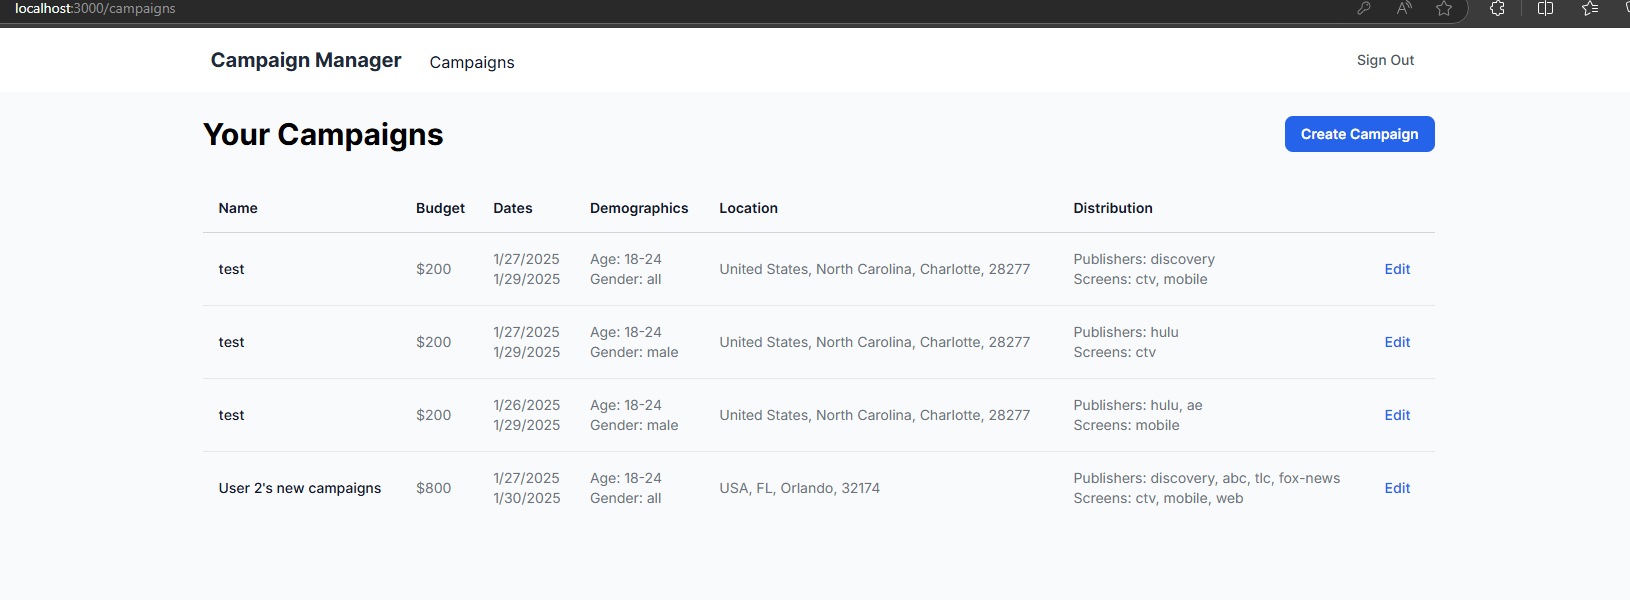 localhost:3000/campaigns
Campaign Manager Campaigns Sign Out
Your Campaigns Create Campaign
Name Budget Dates Demographics Location Distribution
test $200 1/27/2025 1/29/2025 Age: 18-24 Gender: all United States, North Carolina, Charlotte, 28277 Publishers: discovery Screens: ctv, mobile Edit
test $200 1/27/2025 1/29/2025 Age: 18-24 Gender: male United States, North Carolina, Charlotte, 28277 Publishers: hulu Screens: ctv Edit
test $200 1/26/2025 1/29/2025 Age: 18-24 Gender: male United States, North Carolina, Charlotte, 28277 Publishers: hulu, ae Screens: mobile Edit
User 2's new campaigns $800 1/27/2025 1/30/2025 Age: 18-24 Gender: all USA, FL, Orlando, 32174 Publishers: discovery, abc, tlc, fox-news Screens: ctv, mobile, web Edit